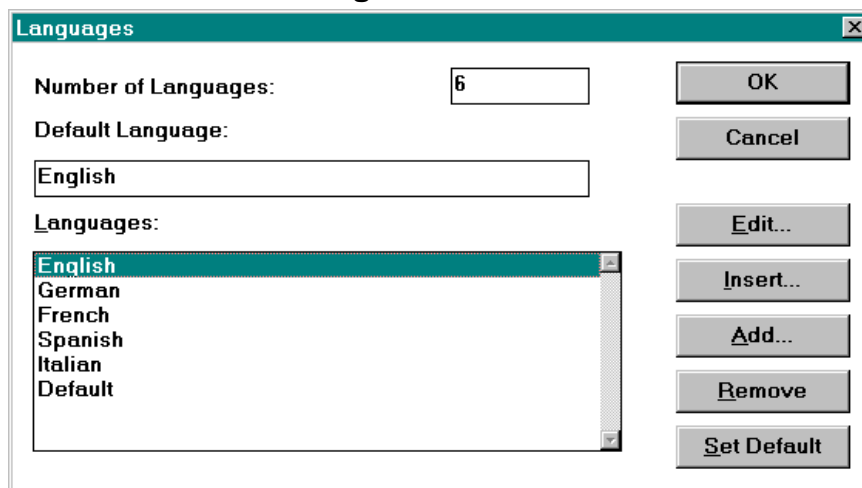 Languages
Number of Languages: 6
OK
Default Language:
Cancel
English
Languages:
Edit...
English
Insert...
German
French
Spanish
Add...
Italian
Default
Remove
Set Default